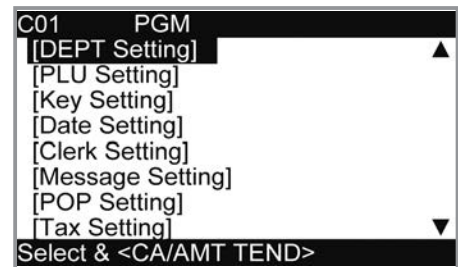 C01 PGM
[DEPT Setting]
[PLU Setting]
[Key Setting]
[Date Setting]
[Clerk Setting]
[Message Setting]
[POP Setting]
[Tax Setting]
Select & <CA/AMT TEND>